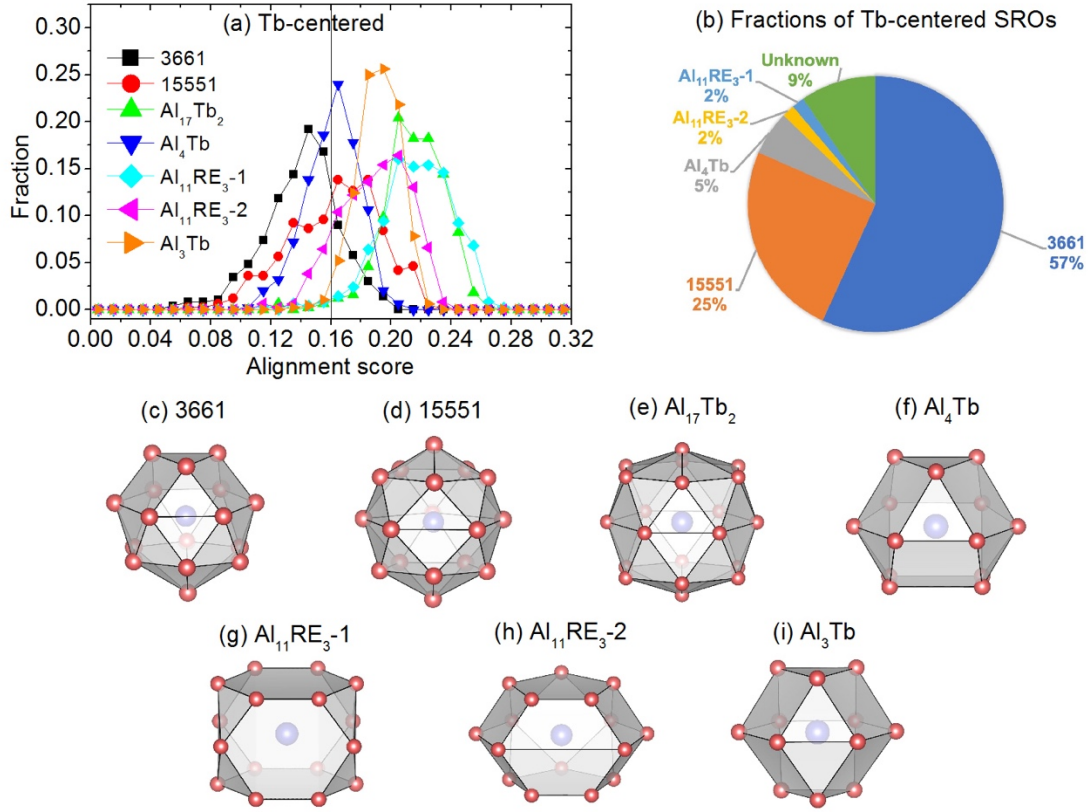 (a) Tb-centered
0.30
0.25
0.20
0.15
0.10
0.05
0.00
Fraction
3661
15551
Al₁₇Tb₂
Al₄Tb
Al₁₁RE₃-1
Al₁₁RE₃-2
Al₃Tb
0.00 0.04 0.08 0.12 0.16 0.20 0.24 0.28 0.32
Alignment score
(b) Fractions of Tb-centered SROs
Unknown
9%
Al₁₁RE₃-1
2%
Al₁₁RE₃-2
2%
Al₄Tb
5%
15551
25%
3661
57%
(c) 3661
(d) 15551
(e) Al₁₇Tb₂
(f) Al₄Tb
(g) Al₁₁RE₃-1
(h) Al₁₁RE₃-2
(i) Al₃Tb